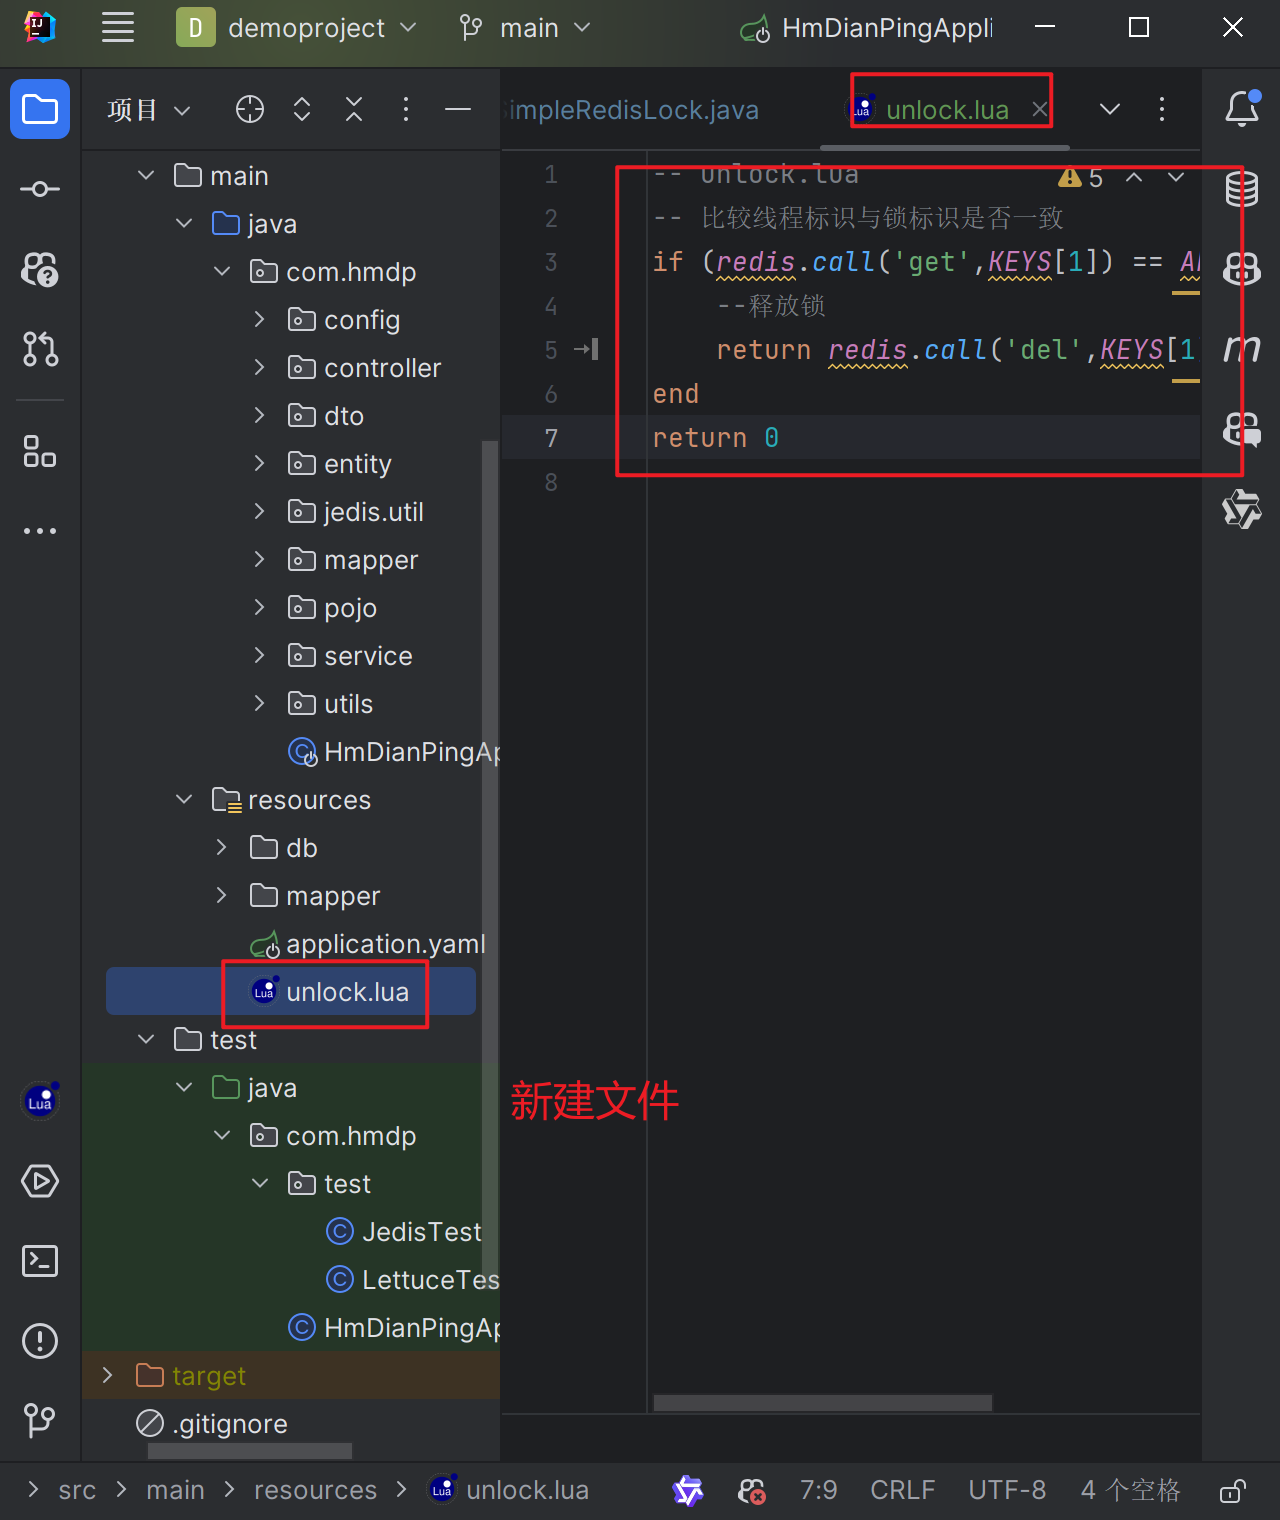 D demoproject main HmDianPingAppli
项目
SimpleRedisLock.java
unlock.lua
main
java
com.hmdp
config
controller
dto
entity
jedis.util
mapper
pojo
service
utils
HmDianPingAp
resources
db
mapper
application.yaml
unlock.lua
test
java
com.hmdp
test
JedisTest
LettuceTes
HmDianPingAp
target
.gitignore
1 -- unlock.lua
5
2 -- 比较线程标识与锁标识是否一致
3 if (redis.call('get',KEYS[1]) == A
4 --释放锁
5 return redis.call('del',KEYS[1
6 end
7 return 0
8
新建文件
src main resources unlock.lua 7:9 CRLF UTF-8 4 个空格